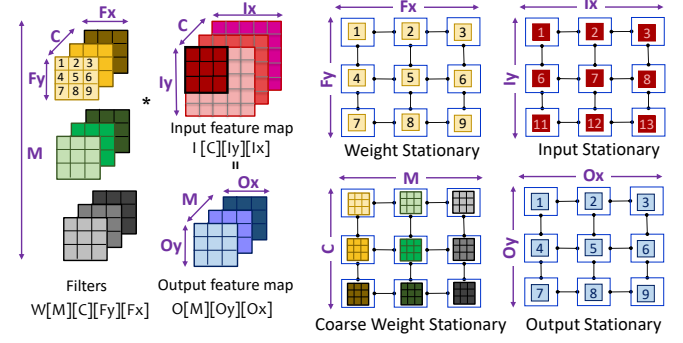 Fx
C
Fy
1 2 3
4 5 6
7 8 9
M
*
Filters
W[M][C][Fy][Fx]
Ix
C
Iy
Input feature map
I [C][Iy][Ix]
=
Ox
M
Oy
Output feature map
O[M][Oy][Ox]
Fx
Fy
1 2 3
4 5 6
7 8 9
Weight Stationary
Ix
Iy
1 2 3
6 7 8
11 12 13
Input Stationary
M
C
Coarse Weight Stationary
Ox
Oy
1 2 3
4 5 6
7 8 9
Output Stationary